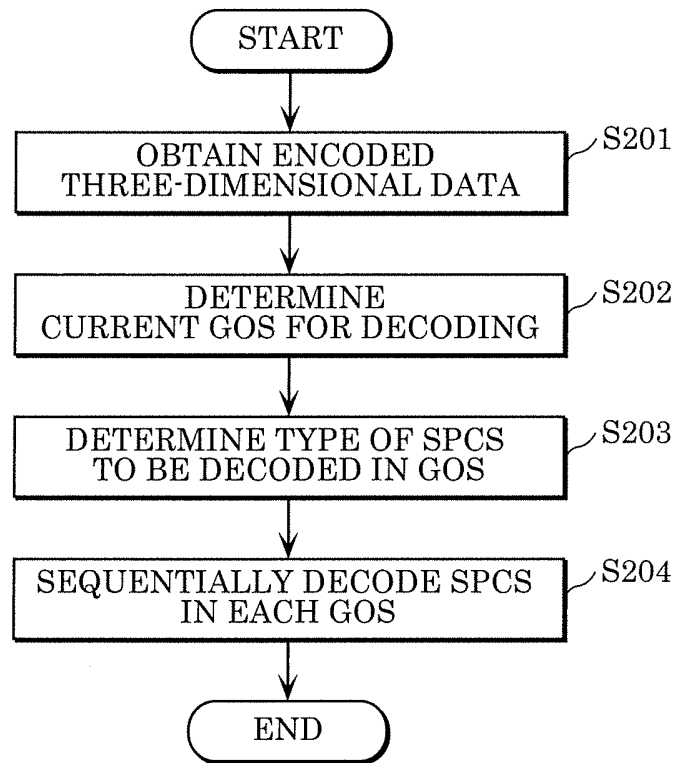 START
OBTAIN ENCODED
THREE-DIMENSIONAL DATA
S201
DETERMINE
CURRENT GOS FOR DECODING
S202
DETERMINE TYPE OF SPCS
TO BE DECODED IN GOS
S203
SEQUENTIALLY DECODE SPCS
IN EACH GOS
S204
END